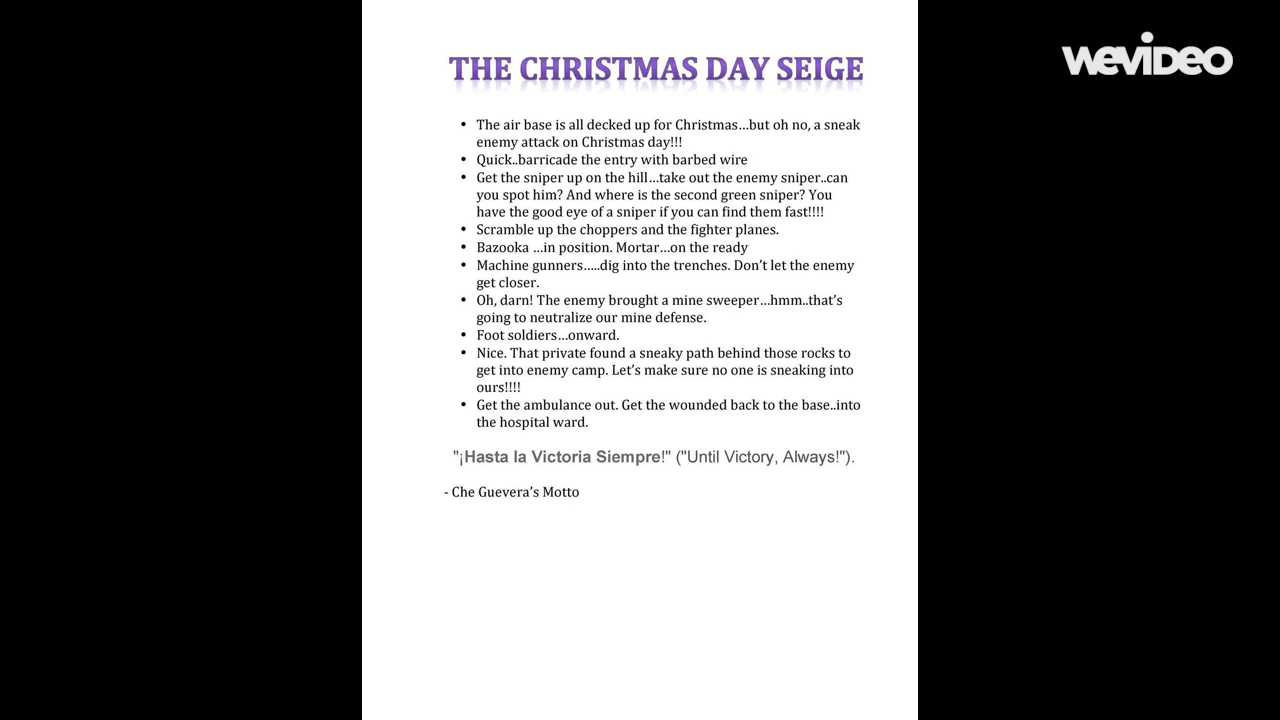 THE CHRISTMAS DAY SEIGE
wevideo
• The air base is all decked up for Christmas…but oh no, a sneak
enemy attack on Christmas day!!!
• Quick..barricade the entry with barbed wire
• Get the sniper up on the hill…take out the enemy sniper..can
you spot him? And where is the second green sniper? You
have the good eye of a sniper if you can find them fast!!!!
• Scramble up the choppers and the fighter planes.
• Bazooka …in position. Mortar…on the ready
• Machine gunners…..dig into the trenches. Don’t let the enemy
get closer.
• Oh, darn! The enemy brought a mine sweeper…hmm..that’s
going to neutralize our mine defense.
• Foot soldiers…onward.
• Nice. That private found a sneaky path behind those rocks to
get into enemy camp. Let’s make sure no one is sneaking into
ours!!!!
• Get the ambulance out. Get the wounded back to the base..into
the hospital ward.
"¡Hasta la Victoria Siempre!" ("Until Victory, Always!").
- Che Guevera’s Motto